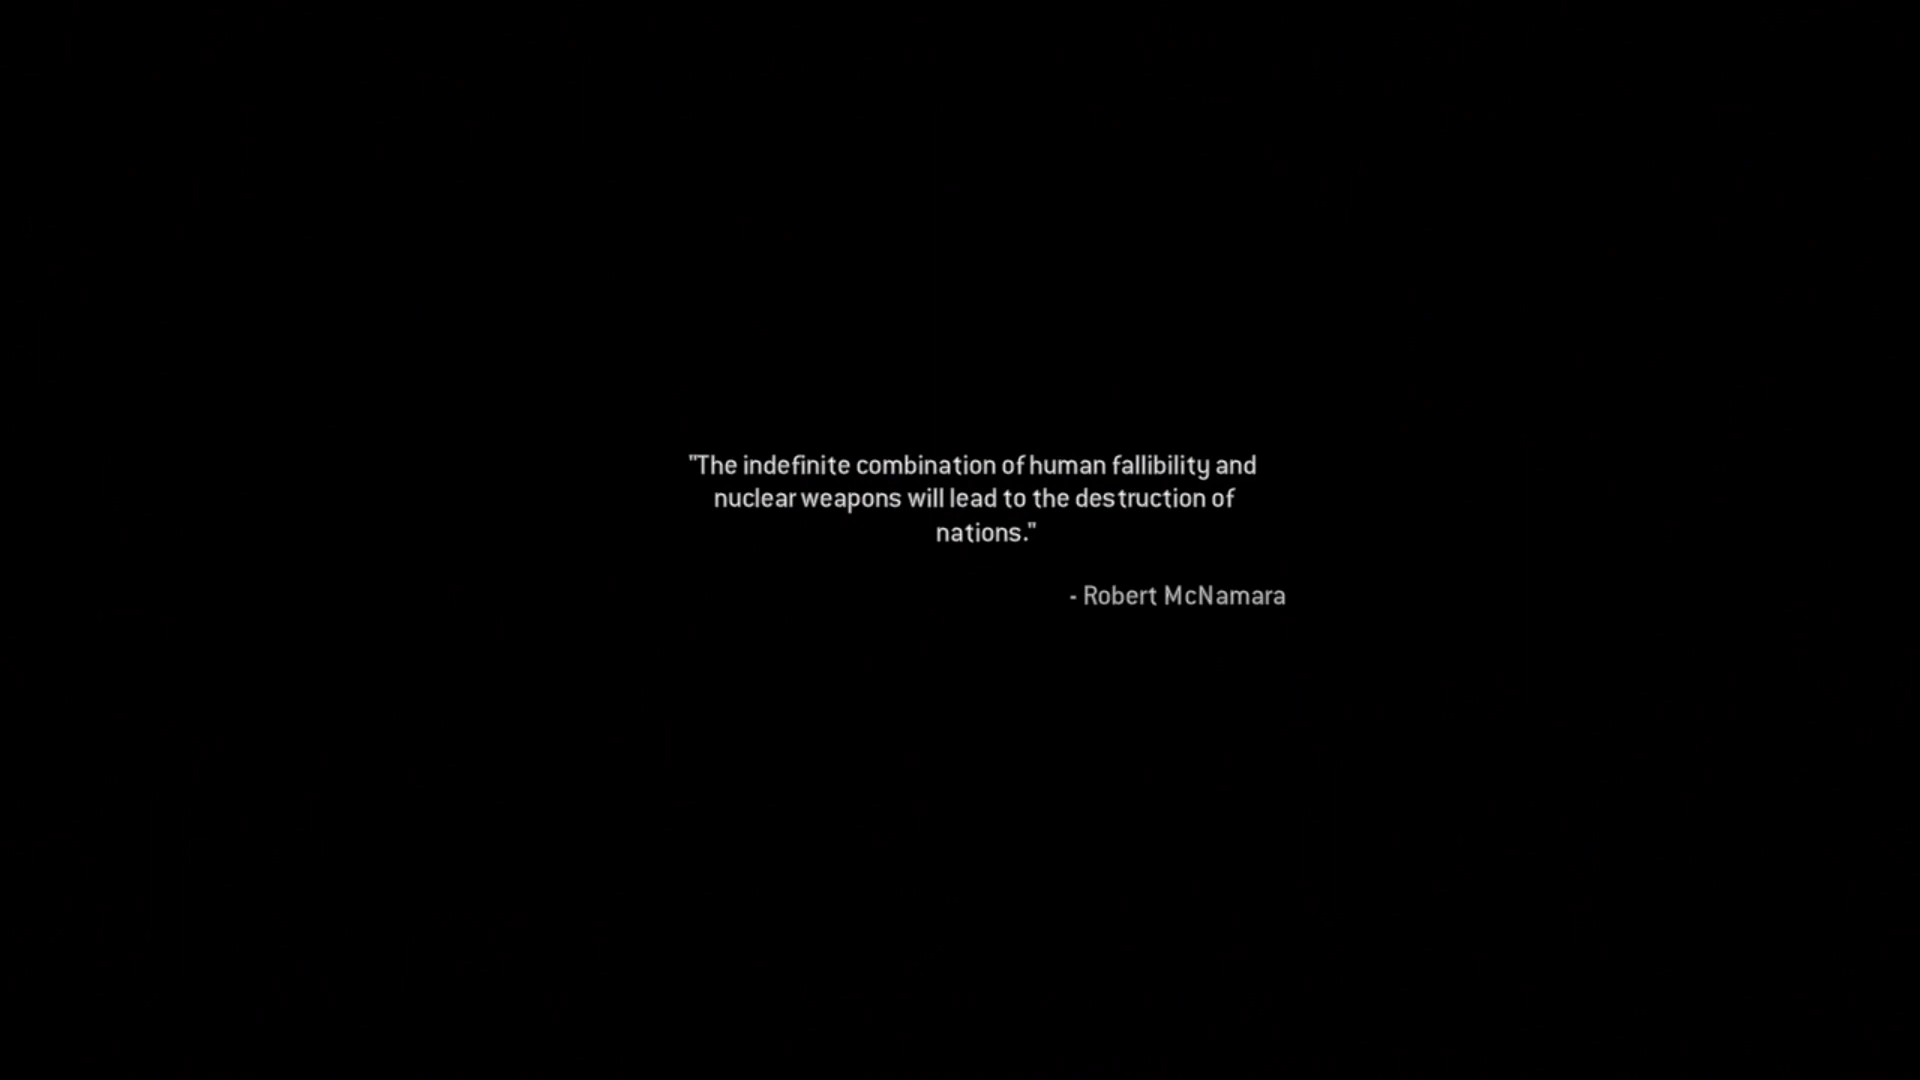 "The indefinite combination of human fallibility and
nuclear weapons will lead to the destruction of
nations."
- Robert McNamara